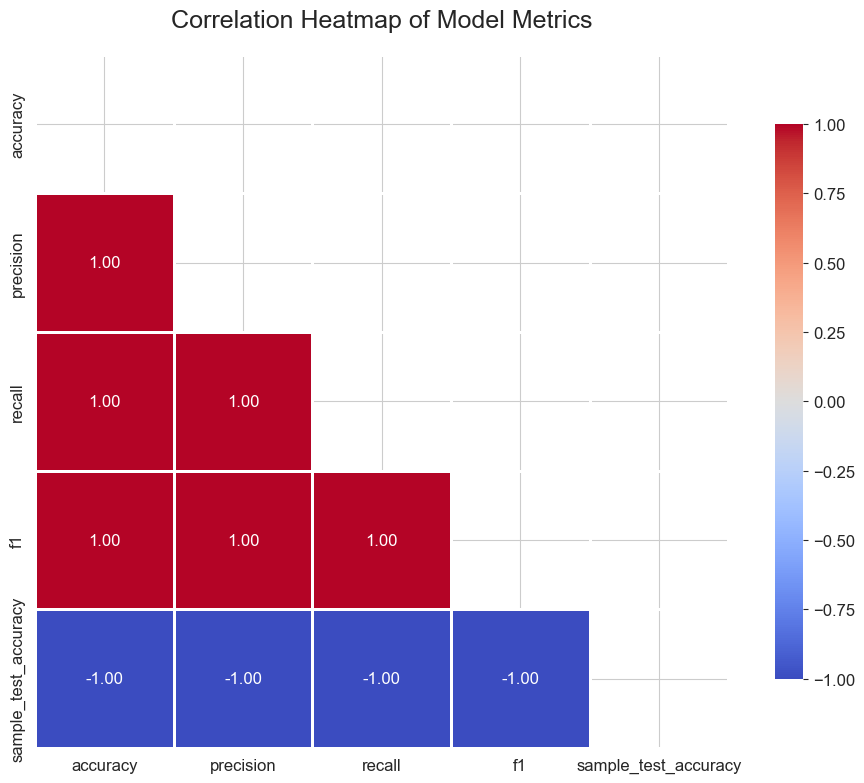 Correlation Heatmap of Model Metrics
accuracy
precision
1.00
recall
1.00 1.00
f1
1.00 1.00 1.00
sample_test_accuracy
-1.00 -1.00 -1.00 -1.00
accuracy precision recall f1 sample_test_accuracy
1.00
0.75
0.50
0.25
0.00
−0.25
−0.50
−0.75
−1.00